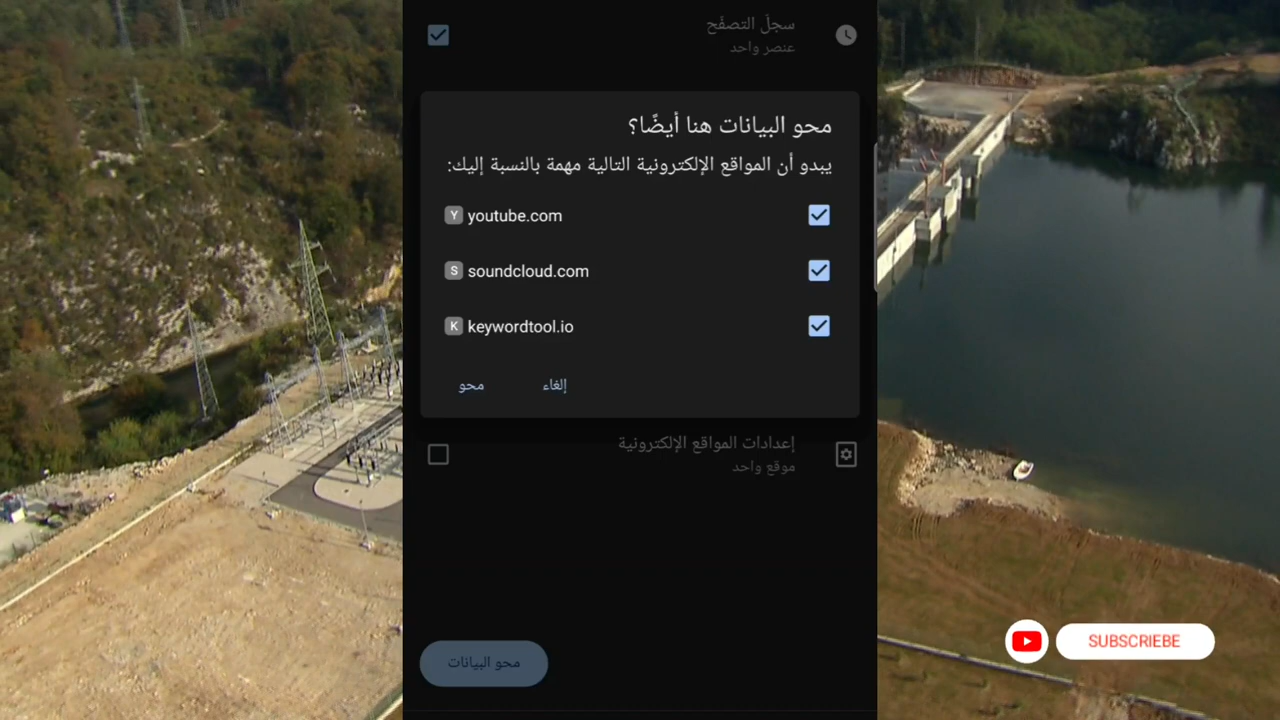 سجلّ التصفّح
عنصر واحد
محو البيانات هنا أيضًا؟
يبدو أن المواقع الإلكترونية التالية مهمة بالنسبة إليك:
Y youtube.com
S soundcloud.com
K keywordtool.io
إلغاء
محو
إعدادات المواقع الإلكترونية
موقع واحد
محو البيانات
SUBSCRIEBE